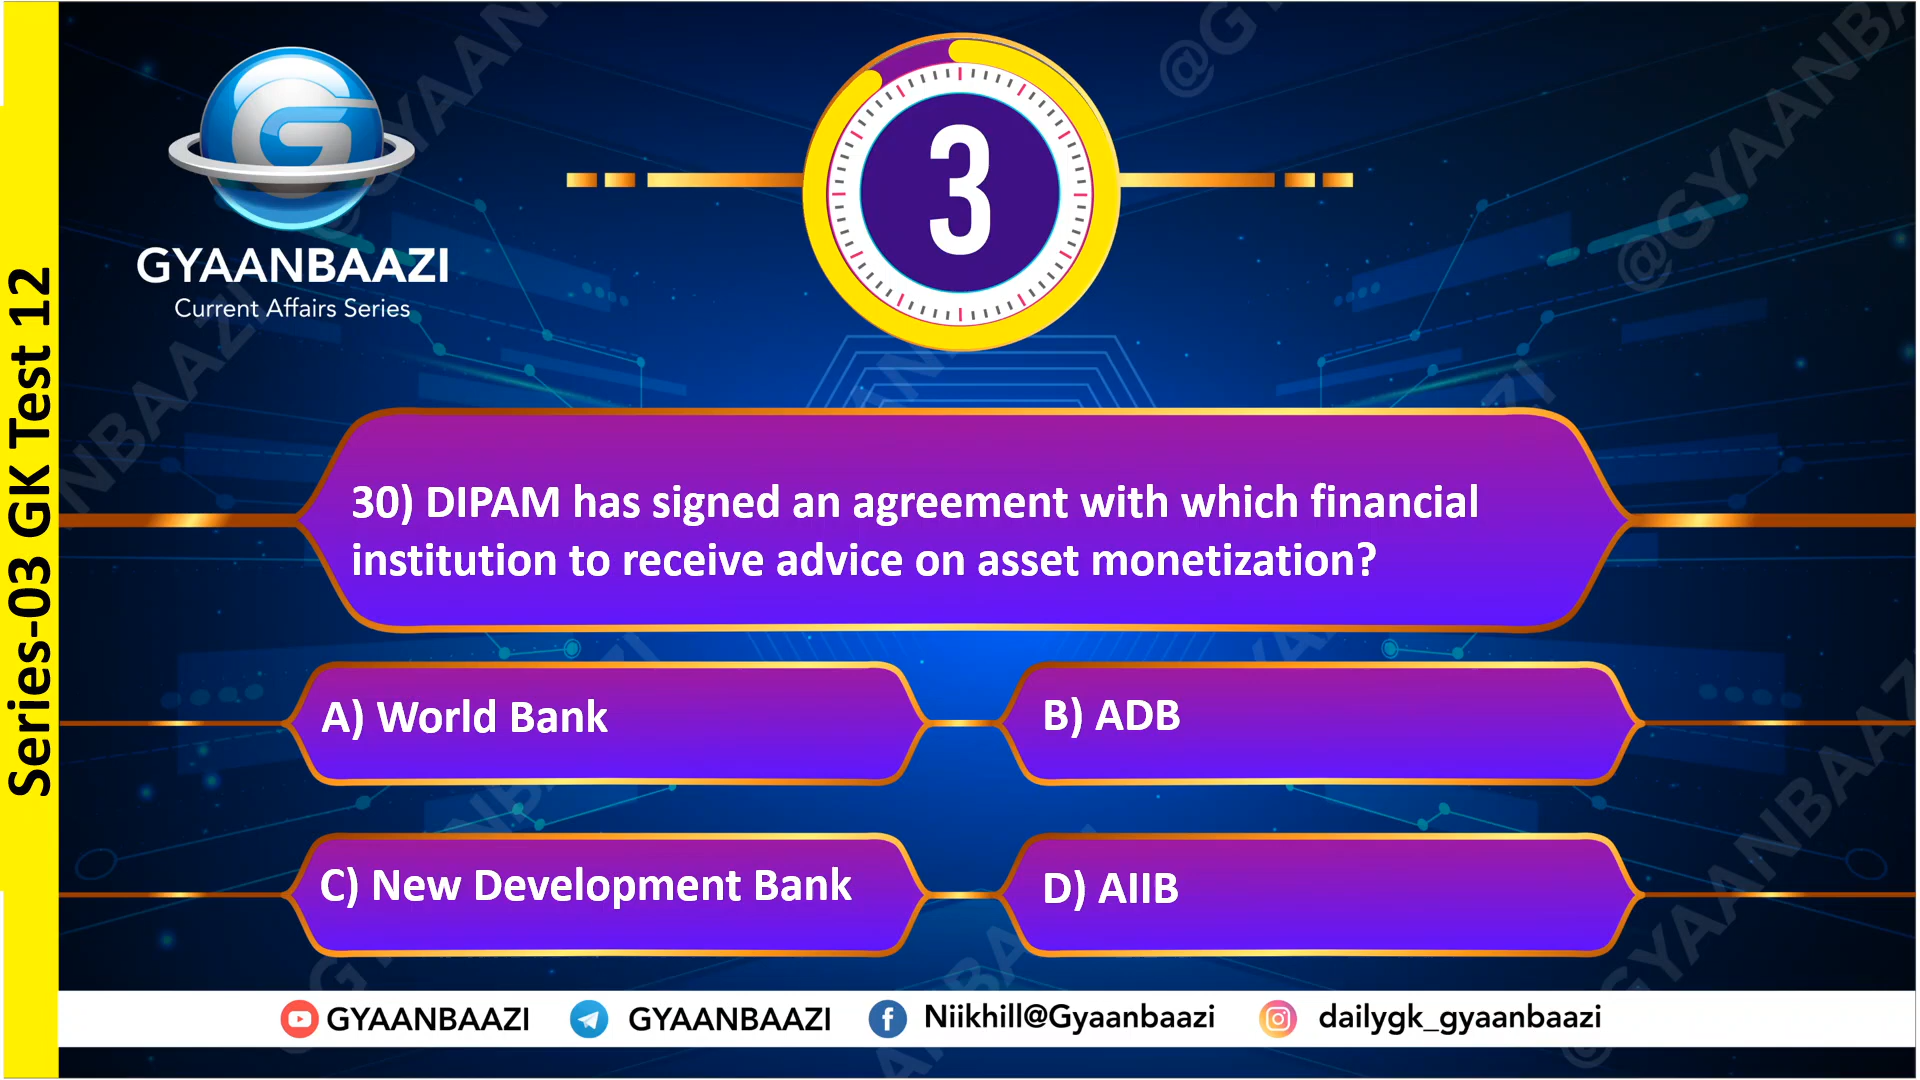 Series-03 GK Test 12
GYAANBAAZI
Current Affairs Series
3
30) DIPAM has signed an agreement with which financial
institution to receive advice on asset monetization?
A) World Bank
B) ADB
C) New Development Bank
D) AIIB
GYAANBAAZI
GYAANBAAZI
Niikhill@Gyaanbaazi
dailygk_gyaanbaazi
@GYAANBAAZI